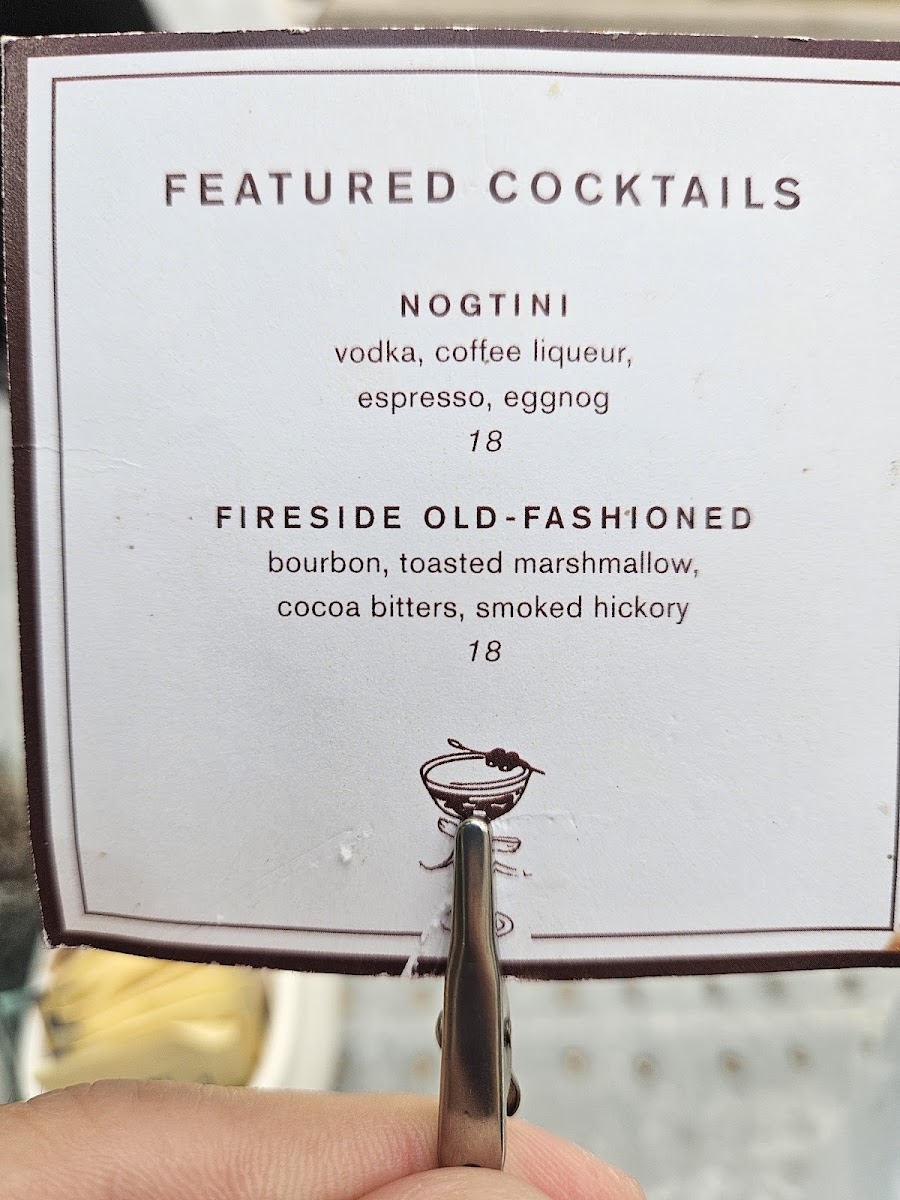 FEATURED COCKTAILS
NOGTINI
vodka, coffee liqueur,
espresso, eggnog
18
FIRESIDE OLD-FASHIONED
bourbon, toasted marshmallow,
cocoa bitters, smoked hickory
18